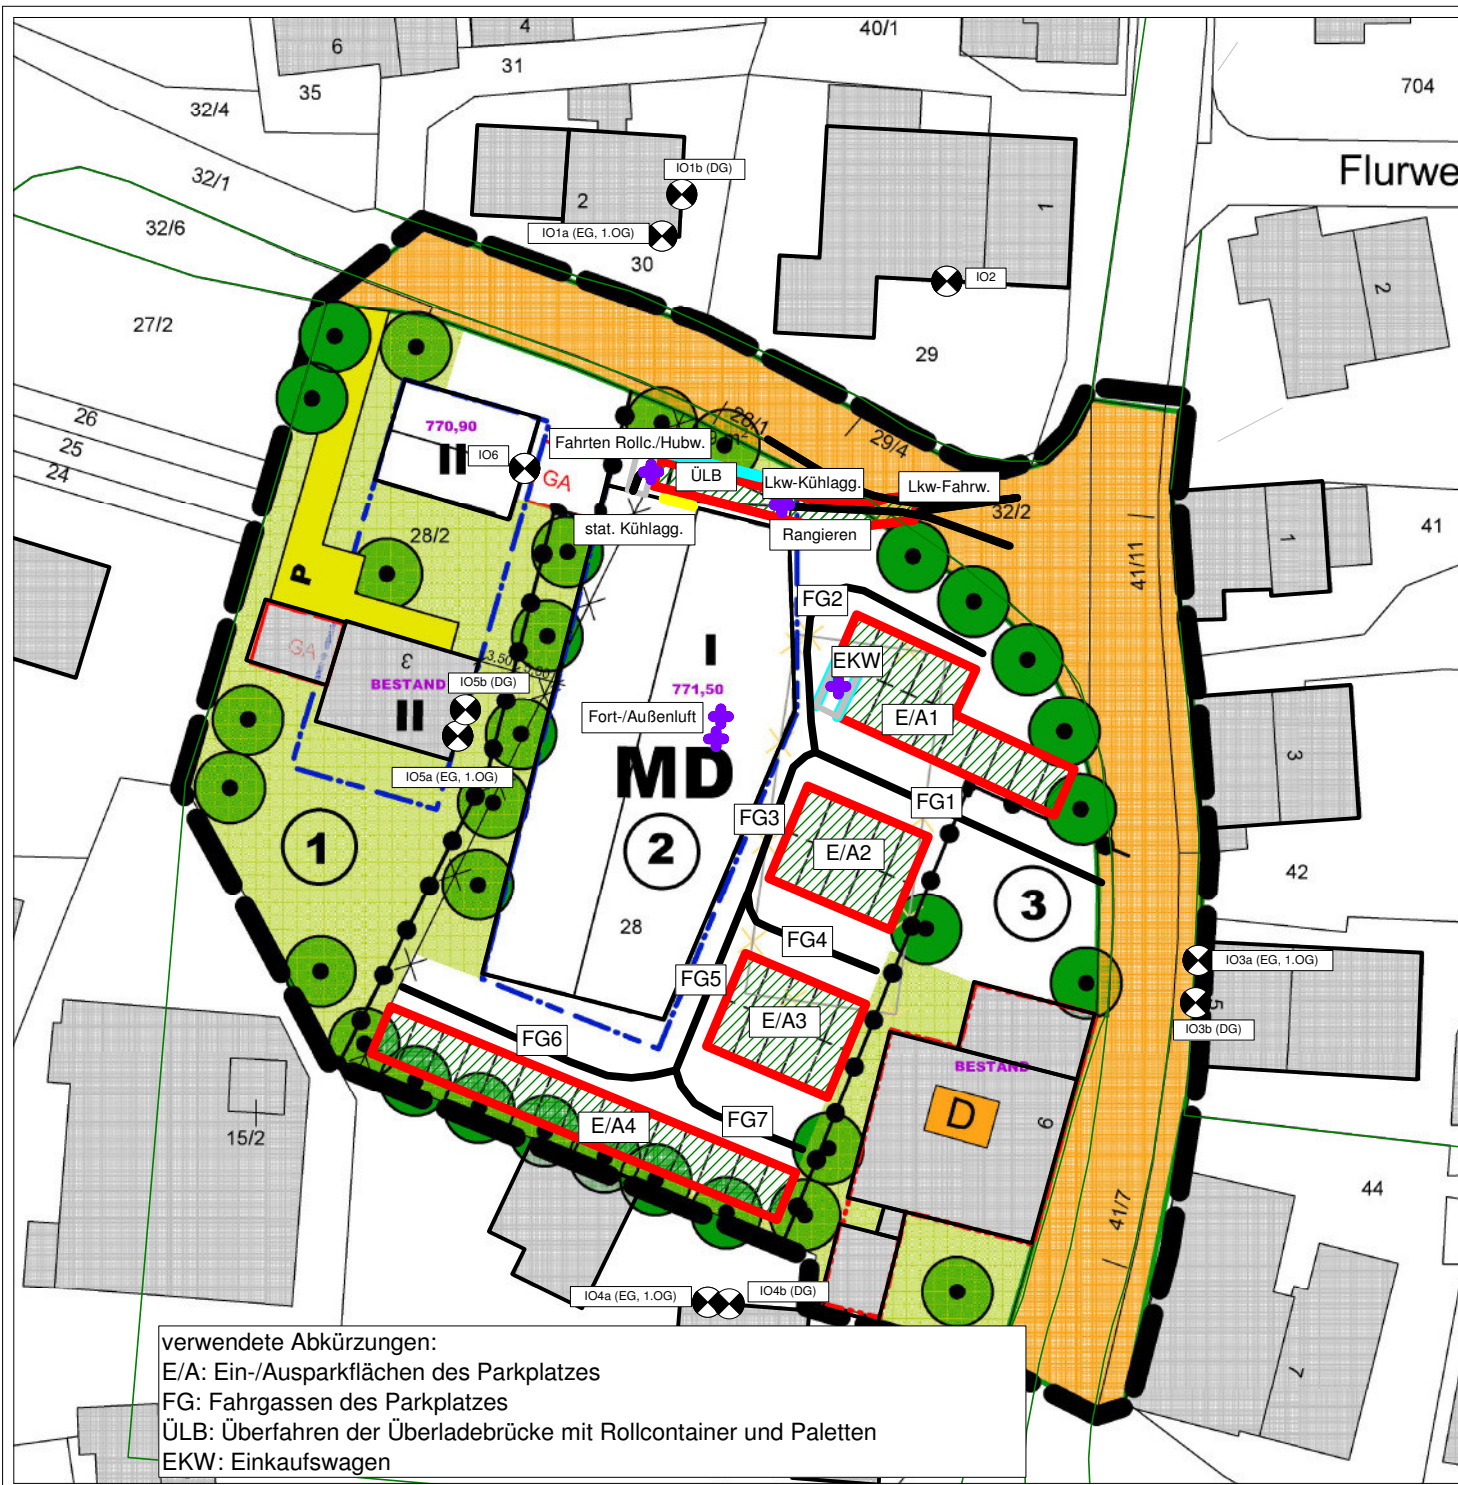 6
4
40/1
31
35
704
32/4
Flurwe
IO1b (DG)
32/1
2
1
IO1a (EG, 1.OG)
32/6
30
IO2
2
27/2
29
26
770,90
28/1
25
II
IO6
Fahrten Rollc./Hubw.
29/4
24
GA
ÜLB
Lkw-Kühlagg.
Lkw-Fahrw.
32/2
41
28/2
stat. Kühlagg.
Rangieren
1
41/11
P
FG2
GA
3
I
EKW
3,50
BESTAND
IO5b (DG)
771,50
II
Fort-/Außenluft
E/A1
3
IO5a (EG, 1.OG)
MD
FG1
FG3
1
2
E/A2
42
3
28
FG4
IO3a (EG, 1.OG)
FG5
5
E/A3
IO3b (DG)
FG6
BESTAND
D
9
FG7
E/A4
15/2
44
41/7
IO4a (EG, 1.OG)
IO4b (DG)
7
verwendete Abkürzungen:
E/A: Ein-/Ausparkflächen des Parkplatzes
FG: Fahrgassen des Parkplatzes
ÜLB: Überfahren der Überladebrücke mit Rollcontainer und Paletten
EKW: Einkaufswagen